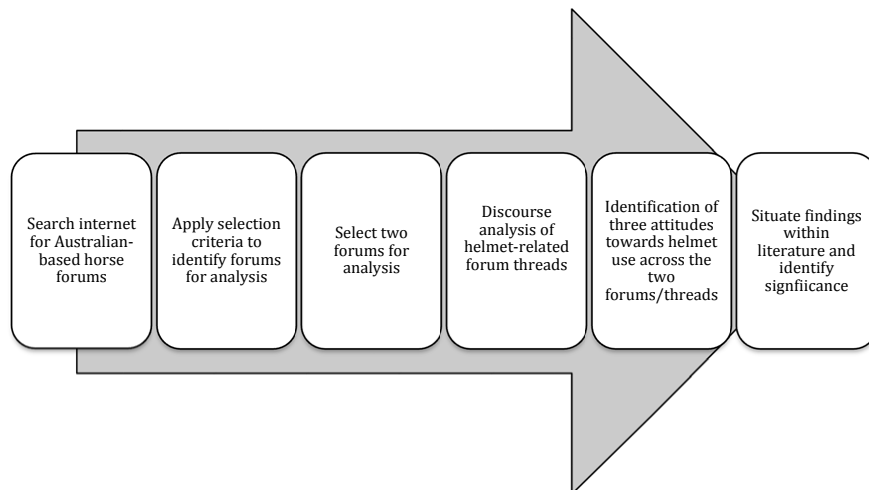 Search internet
for Australian-
based horse
forums
Apply selection
criteria to
identify forums
for analysis
Select two
forums for
analysis
Discourse
analysis of
helmet-related
forum threads
Identification of
three attitudes
towards helmet
use across the
two
forums/threads
Situate findings
within
literature and
identify
signfiicance